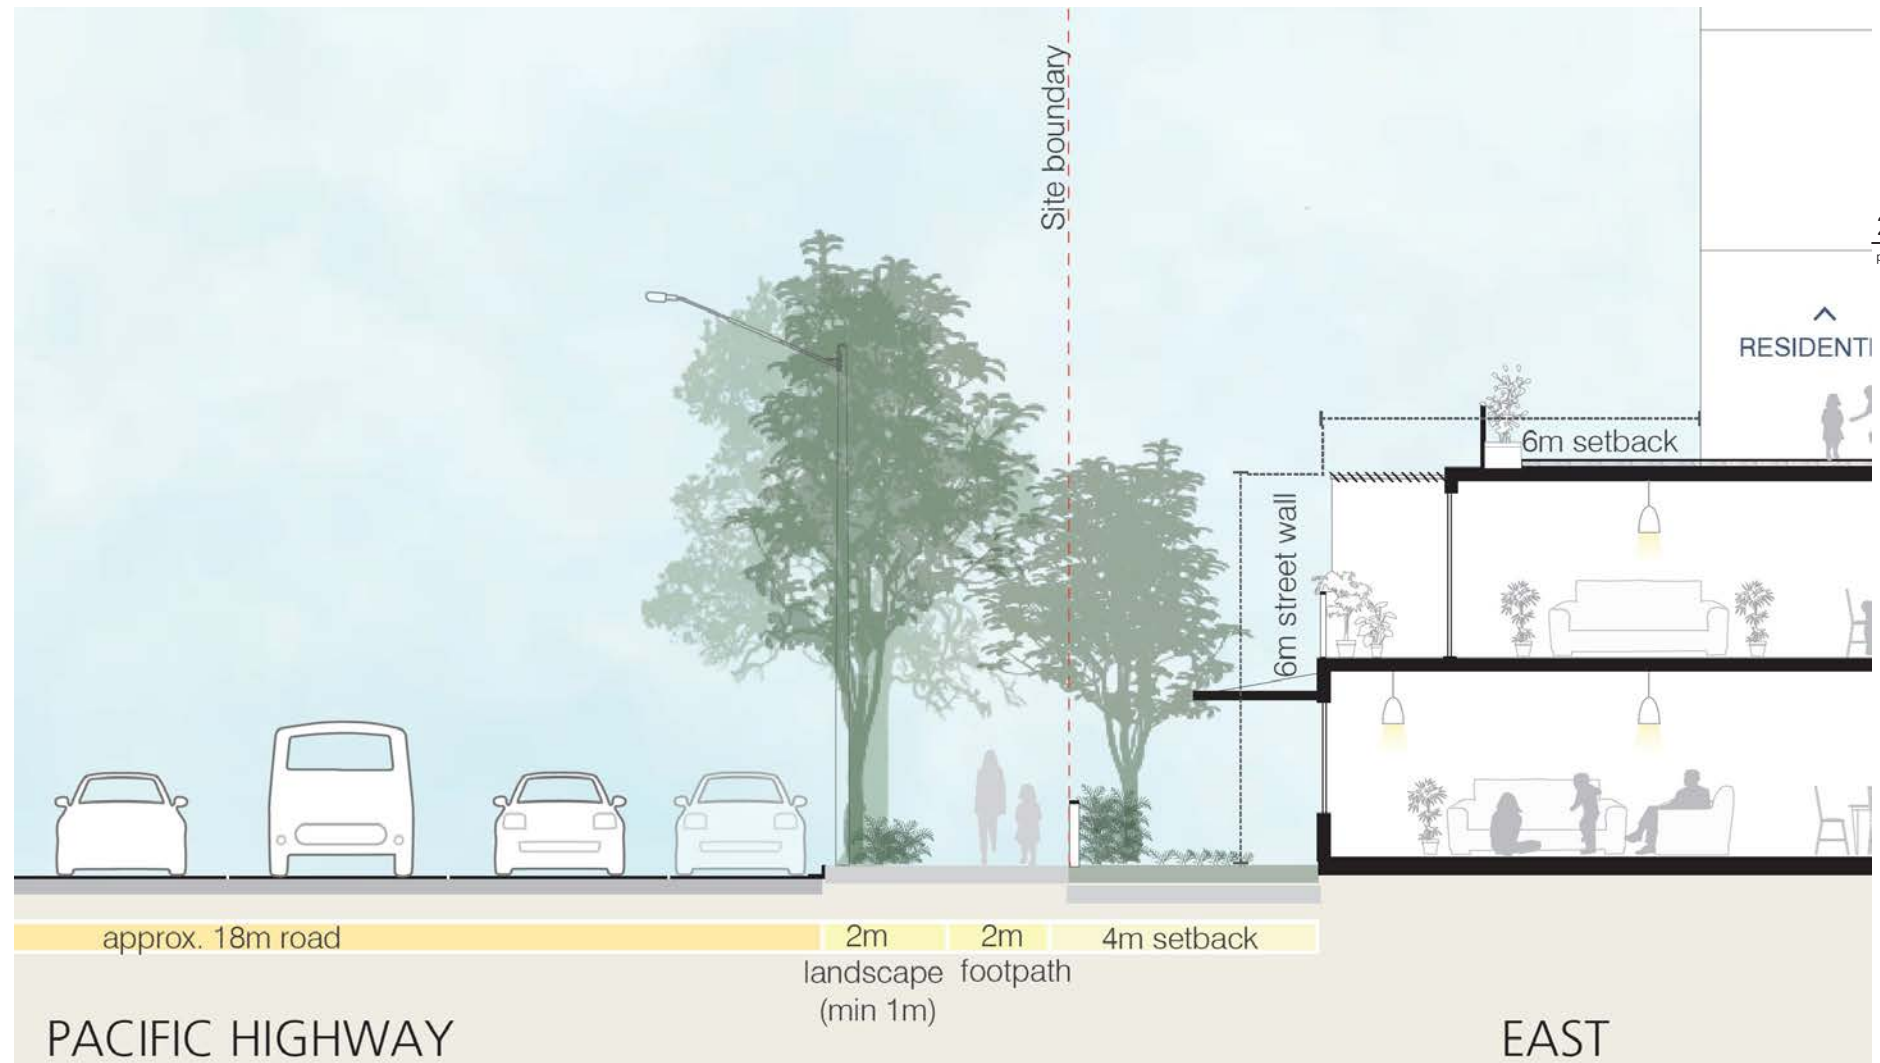 Site boundary
RESIDENTI
6m setback
6m street wall
approx. 18m road
2m
landscape
(min 1m)
2m
footpath
4m setback
PACIFIC HIGHWAY
EAST